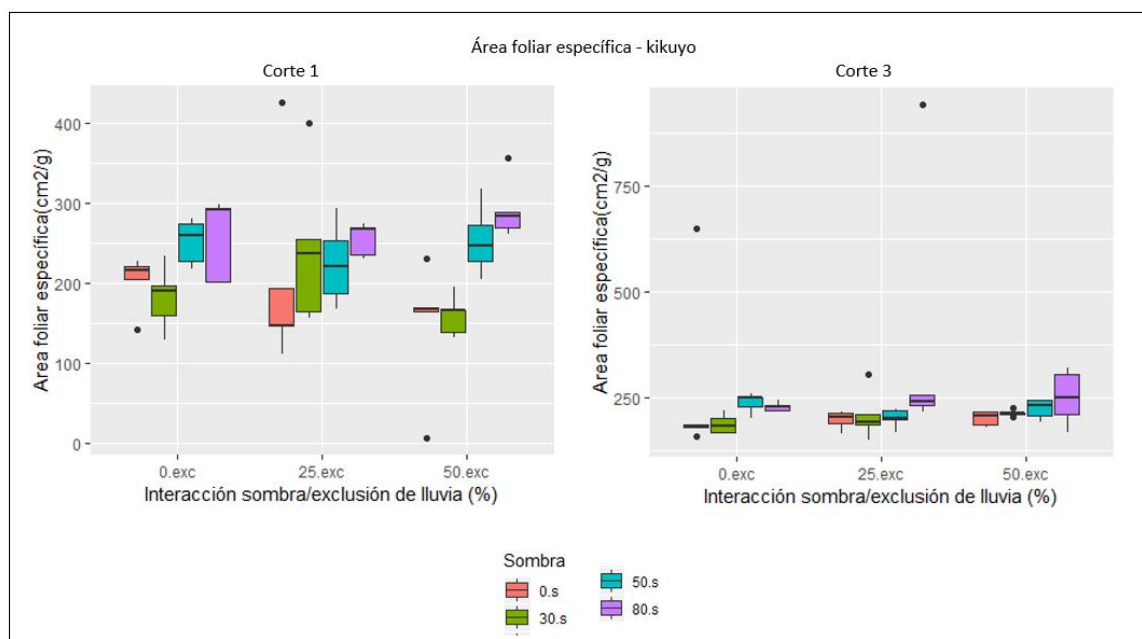 Área foliar específica - kikuyo
Corte 1
Corte 3
Area foliar específica(cm2/g)
400
300
200
100
0
0.exc
25.exc
50.exc
Interacción sombra/exclusión de lluvia (%)
Area foliar específica(cm2/g)
750
500
250
0.exc
25.exc
50.exc
Interacción sombra/exclusión de lluvia (%)
Sombra
0.s
30.s
50.s
80.s